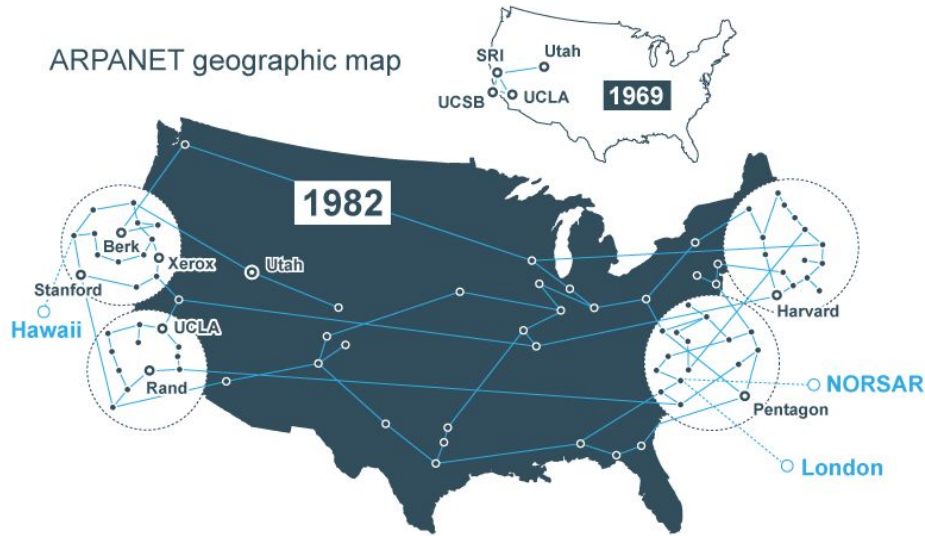 ARPANET geographic map
SRI
Utah
UCSB
UCLA
1969
1982
Berk
Xerox
Utah
Stanford
Hawaii
UCLA
Rand
Harvard
NORSAR
Pentagon
London